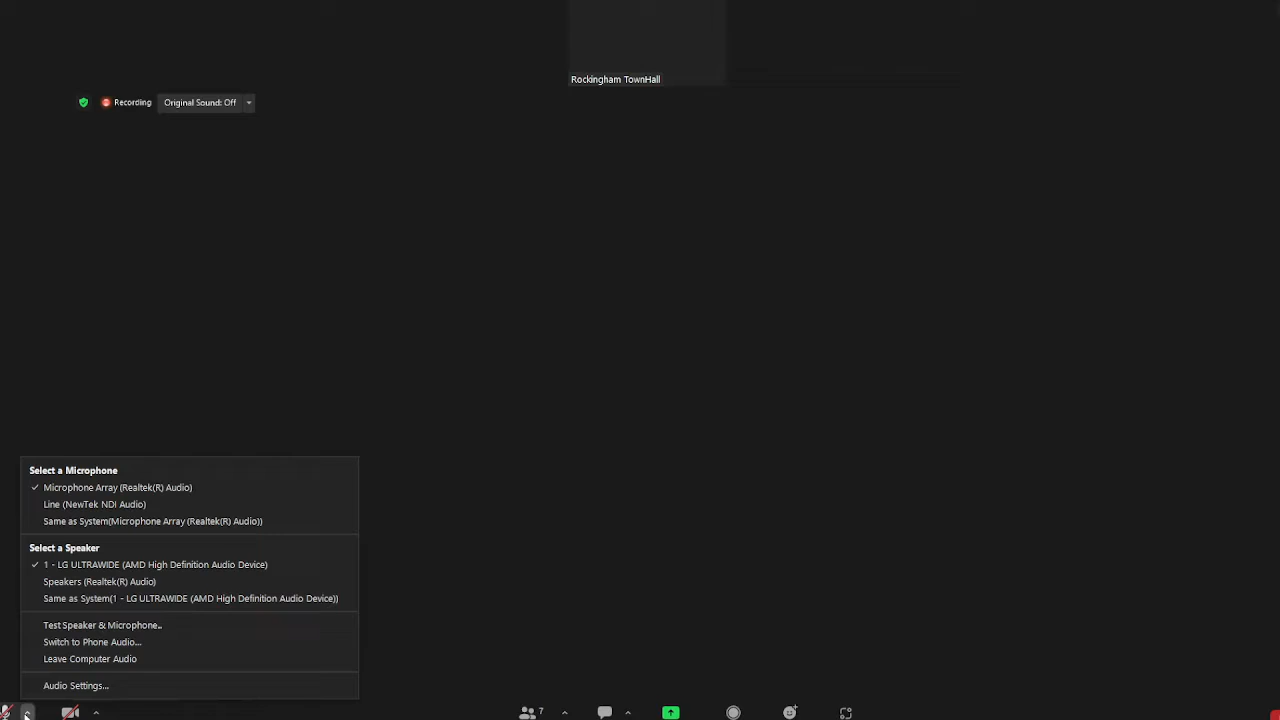 Rockingham TownHall
Recording
Original Sound: Off
Select a Microphone
Microphone Array (Realtek(R) Audio)
Line (NewTek NDI Audio)
Same as System(Microphone Array (Realtek(R) Audio))
Select a Speaker
1 - LG ULTRAWIDE (AMD High Definition Audio Device)
Speakers (Realtek(R) Audio)
Same as System(1 - LG ULTRAWIDE (AMD High Definition Audio Device))
Test Speaker & Microphone..
Switch to Phone Audio...
Leave Computer Audio
Audio Settings...
7